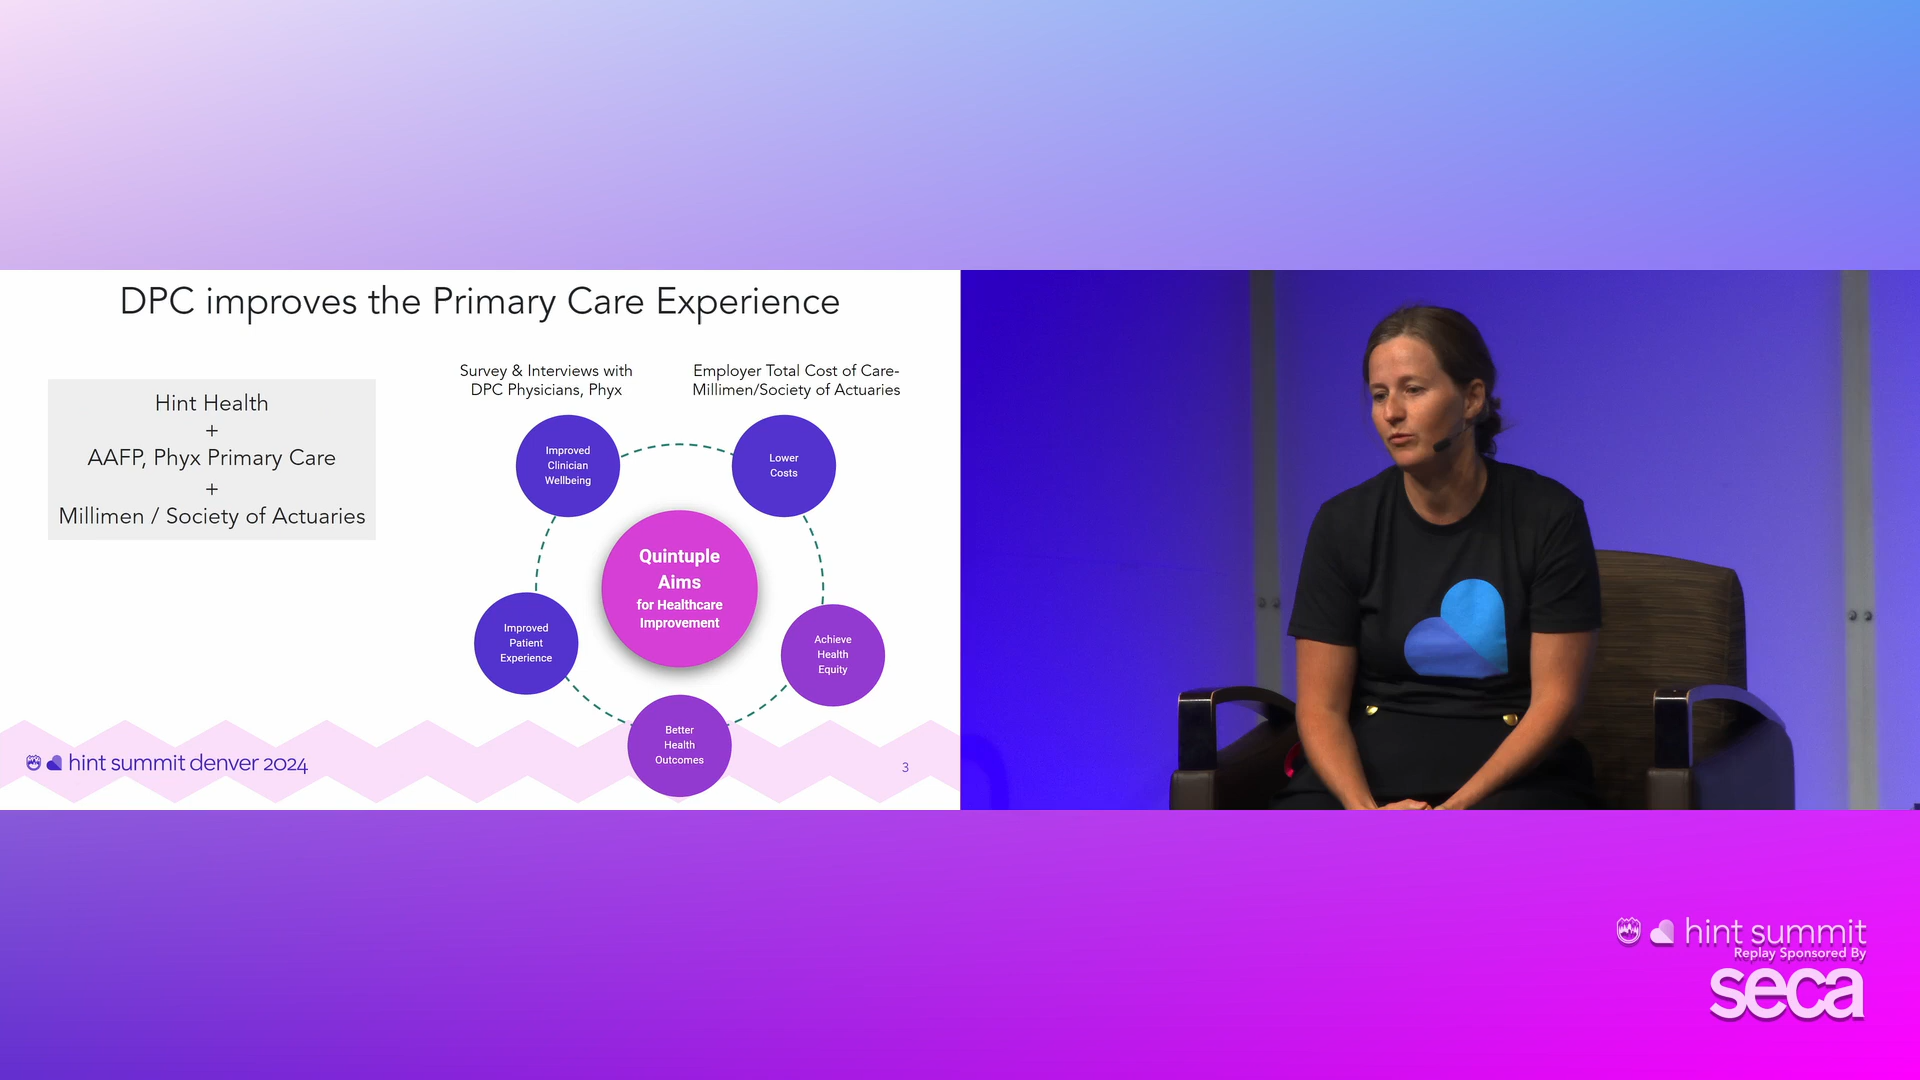 DPC improves the Primary Care Experience
Hint Health
+
AAFP, Phyx Primary Care
+
Millimen / Society of Actuaries
Survey & Interviews with
DPC Physicians, Phyx
Employer Total Cost of Care-
Millimen/Society of Actuaries
Improved
Clinician
Wellbeing
Lower
Costs
Quintuple
Aims
for Healthcare
Improvement
Improved
Patient
Experience
Achieve
Health
Equity
Better
Health
Outcomes
hint summit denver 2024
3
hint summit
Replay Sponsored By
seca